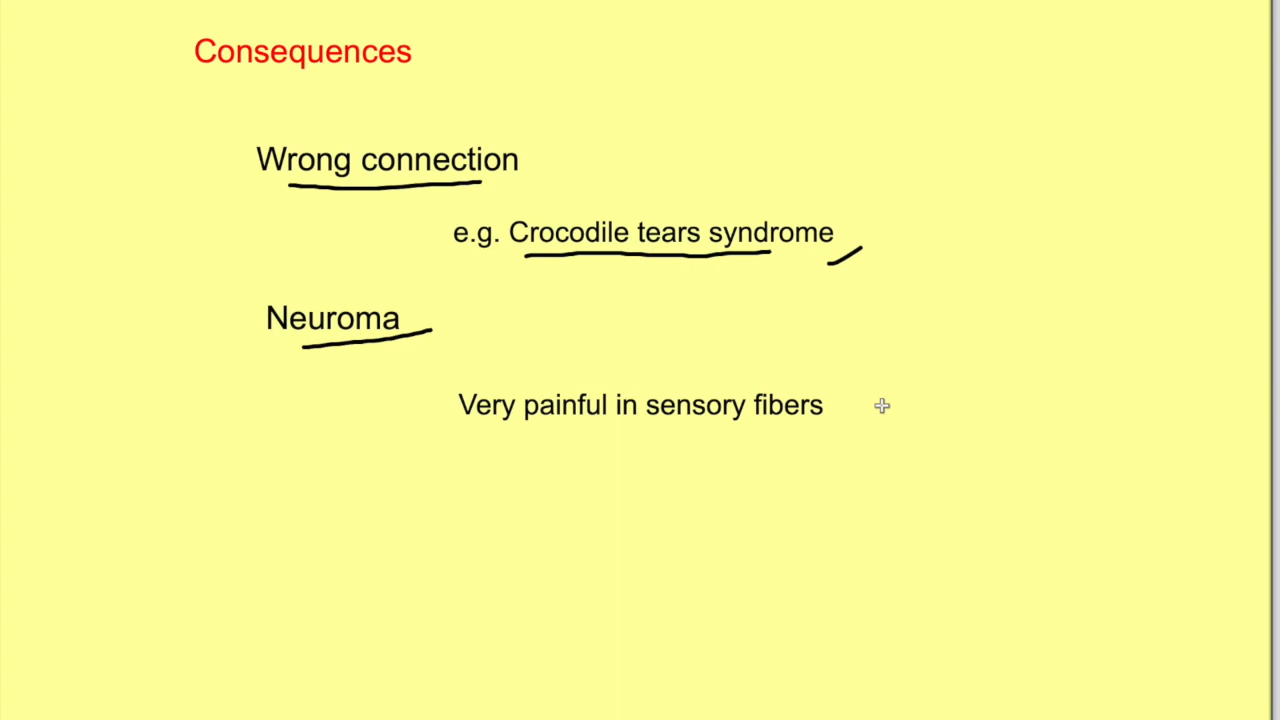 Consequences
Wrong connection
e.g. Crocodile tears syndrome
Neuroma
Very painful in sensory fibers